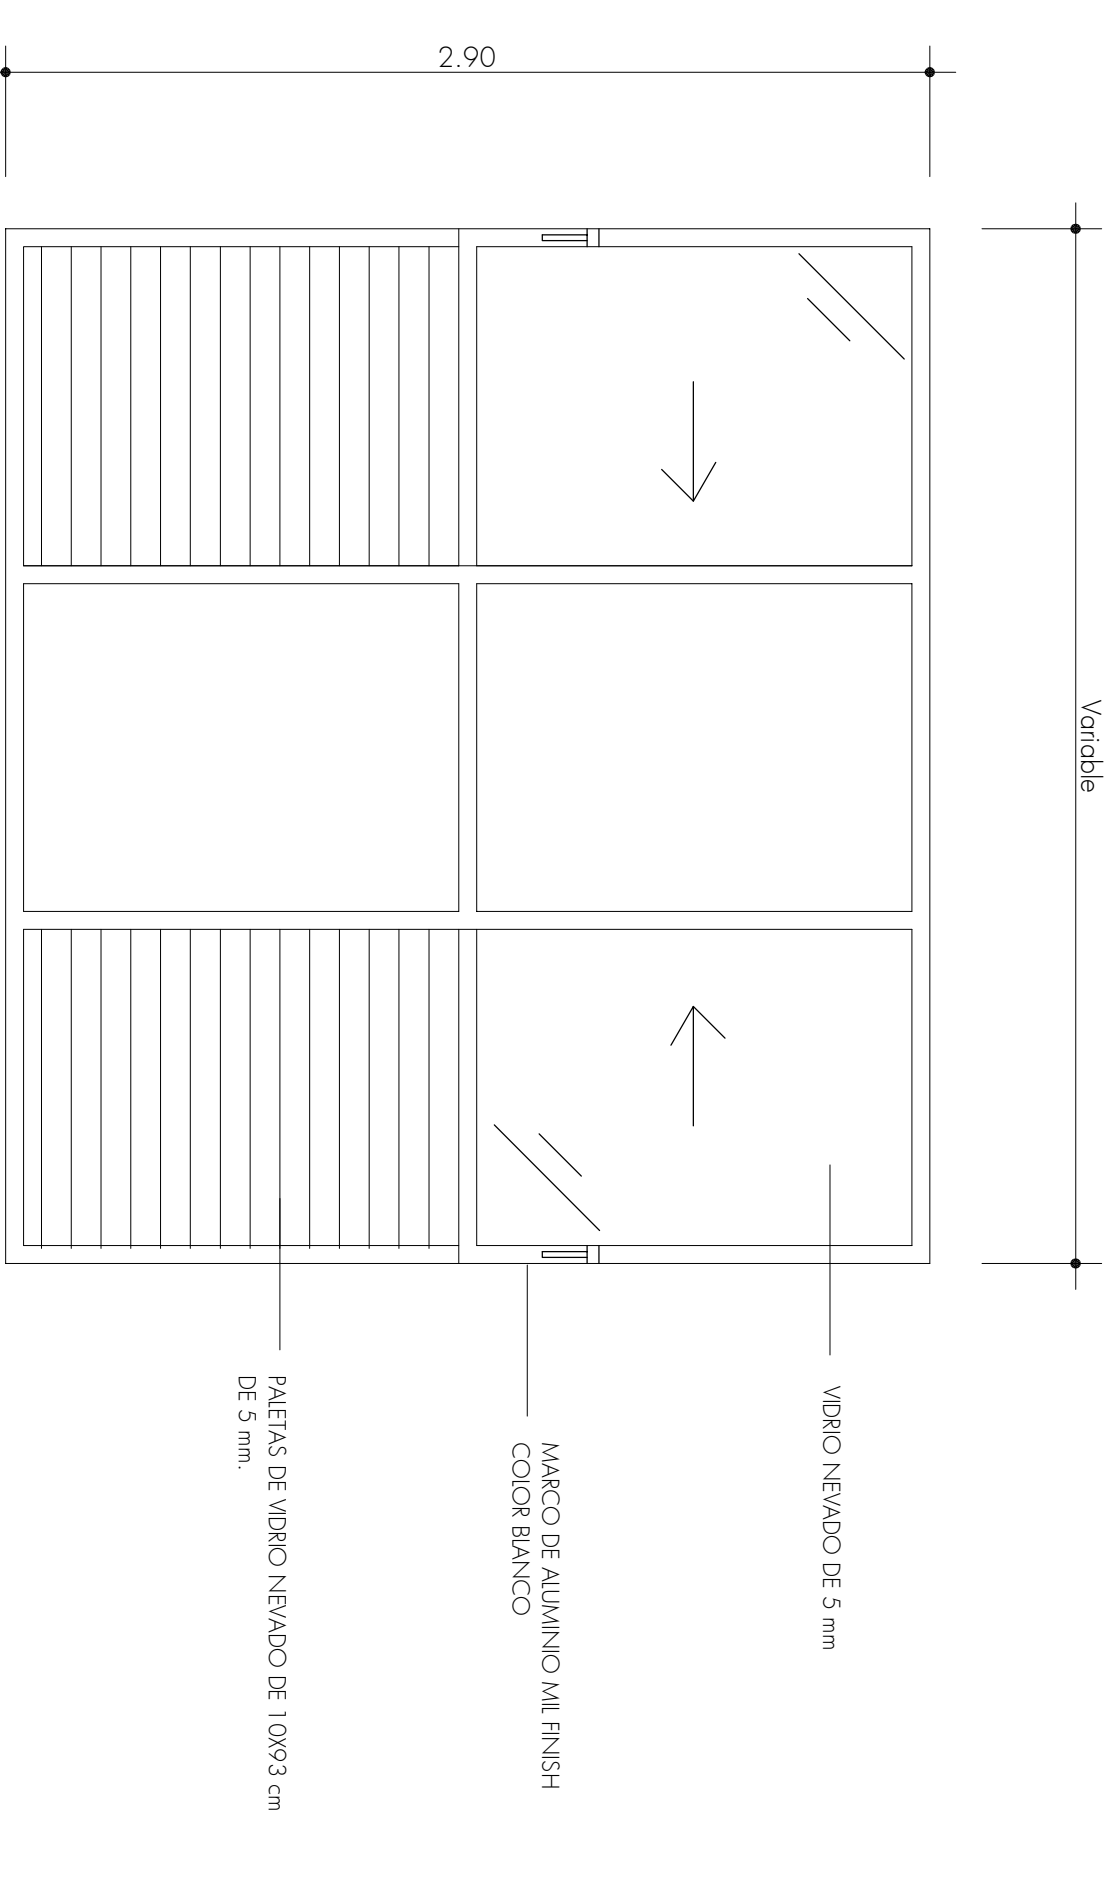 2.90
Variable
VIDRIO NEVADO DE 5 mm
MARCO DE ALUMINIO MIL FINISH
COLOR BLANCO
PALETAS DE VIDRIO NEVADO DE 10X93 cm
DE 5 mm.